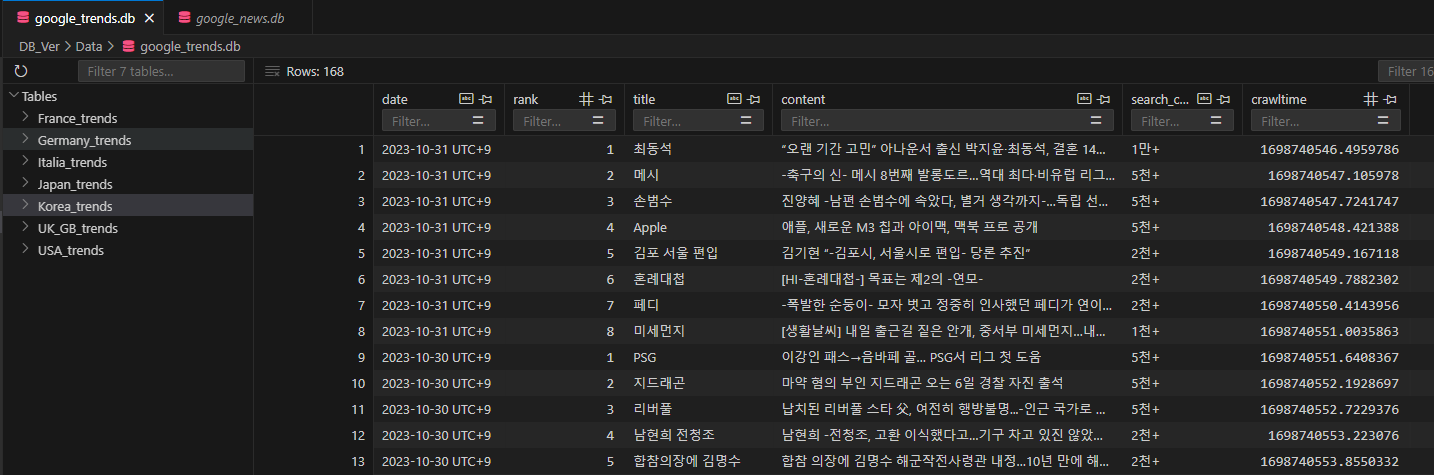 google_trends.db
google_news.db
DB_Ver > Data > google_trends.db
Filter 7 tables...
Rows: 168
Filter 16
Tables
France_trends
Germany_trends
Italia_trends
Japan_trends
Korea_trends
UK_GB_trends
USA_trends
date rank title content search_c... crawltime
Filter... Filter... Filter... Filter... Filter... Filter...
1 2023-10-31 UTC+9 1 최동석 “오랜 기간 고민” 아나운서 출신 박지윤·최동석, 결혼 14... 1만+ 1698740546.4959786
2 2023-10-31 UTC+9 2 메시 -축구의 신- 메시 8번째 발롱도르...역대 최다·비유럽 리그... 5천+ 1698740547.105978
3 2023-10-31 UTC+9 3 손범수 진양혜 -남편 손범수에 속았다, 별거 생각까지-...독립 선... 5천+ 1698740547.7241747
4 2023-10-31 UTC+9 4 Apple 애플, 새로운 M3 칩과 아이맥, 맥북 프로 공개 5천+ 1698740548.421388
5 2023-10-31 UTC+9 5 김포 서울 편입 김기현 “-김포시, 서울시로 편입- 당론 추진” 2천+ 1698740549.167118
6 2023-10-31 UTC+9 6 혼례대첩 [HI-혼례대첩-] 목표는 제2의 -연모- 2천+ 1698740549.7882302
7 2023-10-31 UTC+9 7 페디 -폭발한 순둥이- 모자 벗고 정중히 인사했던 페디가 연이... 2천+ 1698740550.4143956
8 2023-10-31 UTC+9 8 미세먼지 [생활날씨] 내일 출근길 짙은 안개, 중서부 미세먼지...내... 1천+ 1698740551.0035863
9 2023-10-30 UTC+9 1 PSG 이강인 패스→음바페 골... PSG서 리그 첫 도움 5천+ 1698740551.6408367
10 2023-10-30 UTC+9 2 지드래곤 마약 혐의 부인 지드래곤 오는 6일 경찰 자진 출석 5천+ 1698740552.1928697
11 2023-10-30 UTC+9 3 리버풀 납치된 리버풀 스타 父, 여전히 행방불명...-인근 국가로 ... 5천+ 1698740552.7229376
12 2023-10-30 UTC+9 4 남현희 전청조 남현희 -전청조, 고환 이식했다고...기구 차고 있진 않았... 2천+ 1698740553.223076
13 2023-10-30 UTC+9 5 합참의장에 김명수 합참 의장에 김명수 해군작전사령관 내정...10년 만에 해... 2천+ 1698740553.8550332